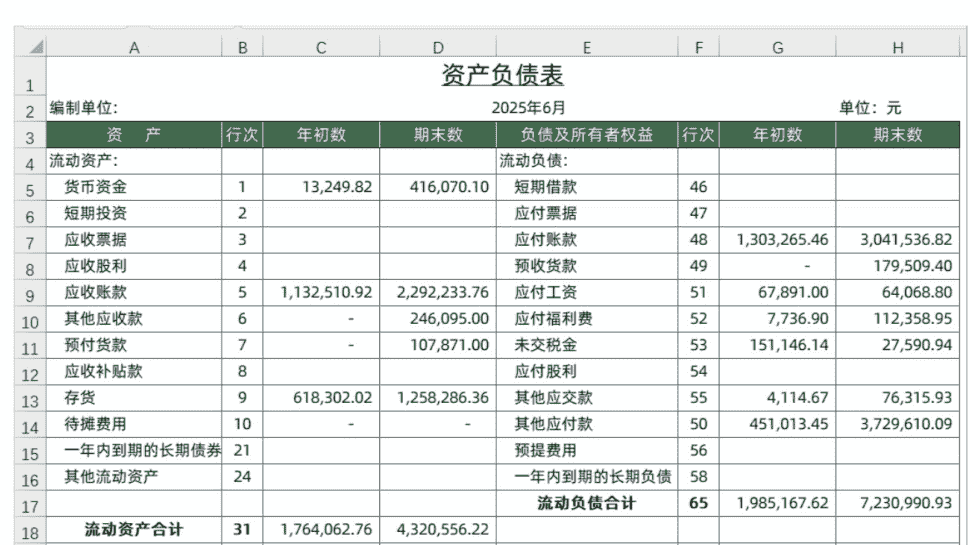 A B C D E F G H
1 资产负债表
2 编制单位: 2025年6月 单位：元
3 资 产 行次 年初数 期末数 负债及所有者权益 行次 年初数 期末数
4 流动资产: 流动负债:
5 货币资金 1 13,249.82 416,070.10 短期借款 46
6 短期投资 2 应付票据 47
7 应收票据 3 应付账款 48 1,303,265.46 3,041,536.82
8 应收股利 4 预收货款 49 - 179,509.40
9 应收账款 5 1,132,510.92 2,292,233.76 应付工资 51 67,891.00 64,068.80
10 其他应收款 6 - 246,095.00 应付福利费 52 7,736.90 112,358.95
11 预付货款 7 - 107,871.00 未交税金 53 151,146.14 27,590.94
12 应收补贴款 8 应付股利 54
13 存货 9 618,302.02 1,258,286.36 其他应交款 55 4,114.67 76,315.93
14 待摊费用 10 - - 其他应付款 50 451,013.45 3,729,610.09
15 一年内到期的长期债券 21 预提费用 56
16 其他流动资产 24 一年内到期的长期负债 58
17 流动负债合计 65 1,985,167.62 7,230,990.93
18 流动资产合计 31 1,764,062.76 4,320,556.22